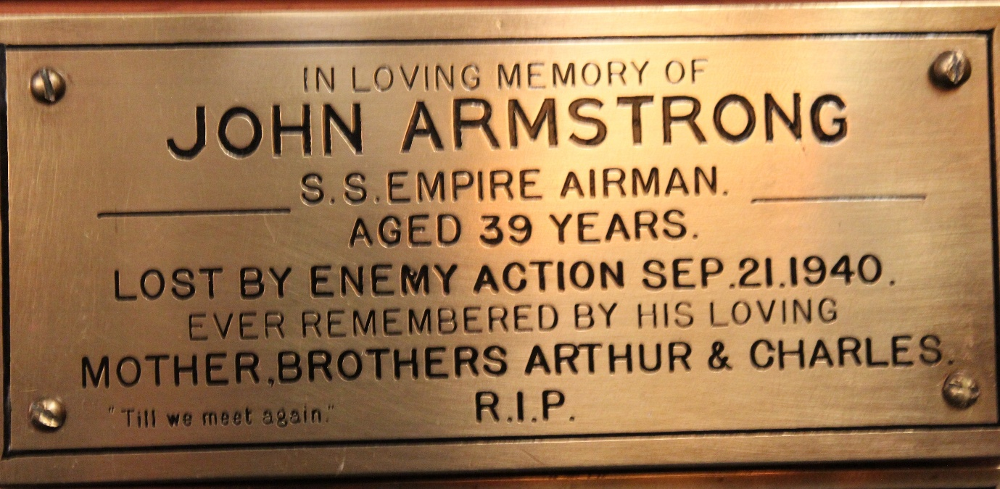 IN LOVING MEMORY OF
JOHN ARMSTRONG
S.S.EMPIRE AIRMAN.
AGED 39 YEARS.
LOST BY ENEMY ACTION SEP.21.1940.
EVER REMEMBERED BY HIS LOVING
MOTHER,BROTHERS ARTHUR & CHARLES.
R.I.P.
"Till we meet again."